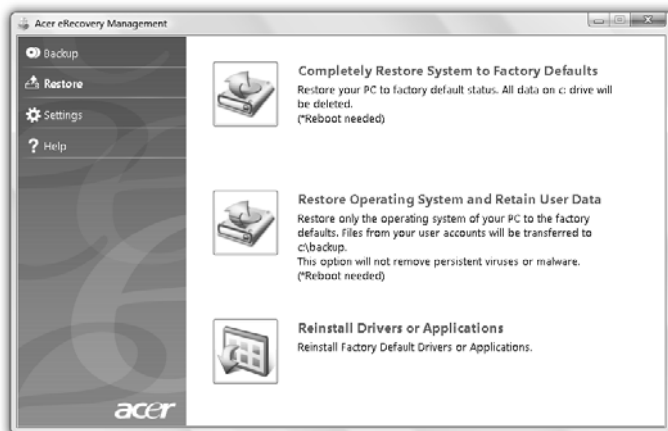 Acer eRecovery Management
Backup
Restore
Settings
Help
Completely Restore System to Factory Defaults
Restore your PC to factory default status. All data on c: drive will
be deleted.
(*Reboot needed)
Restore Operating System and Retain User Data
Restore only the operating system of your PC to the factory
defaults. Files from your user accounts will be transferred to
c:\backup.
This option will not remove persistent viruses or malware.
(*Reboot needed)
Reinstall Drivers or Applications
Reinstall Factory Default Drivers or Applications.
acer